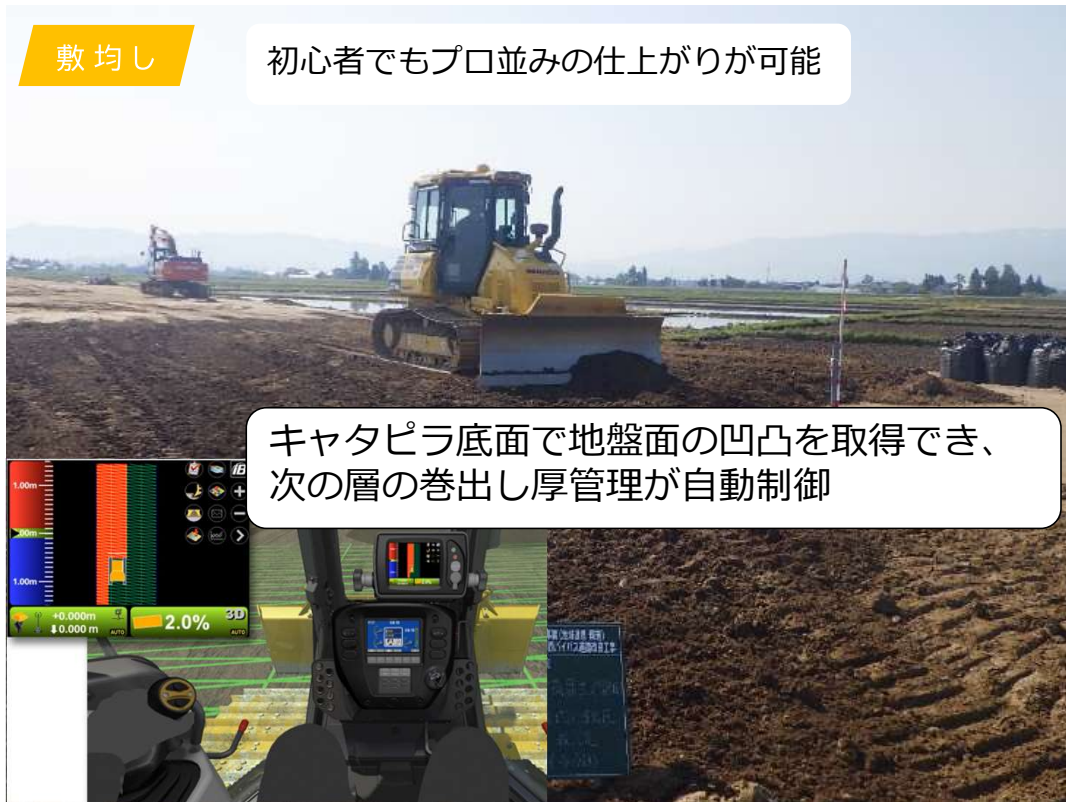 敷均し
初心者でもプロ並みの仕上がりが可能
キャタピラ底面で地盤面の凹凸を取得でき、
次の層の巻出し厚管理が自動制御
1.00m
1.00m
+0.000m
0.000 m
AUTO
2.0%
3D
AUTO